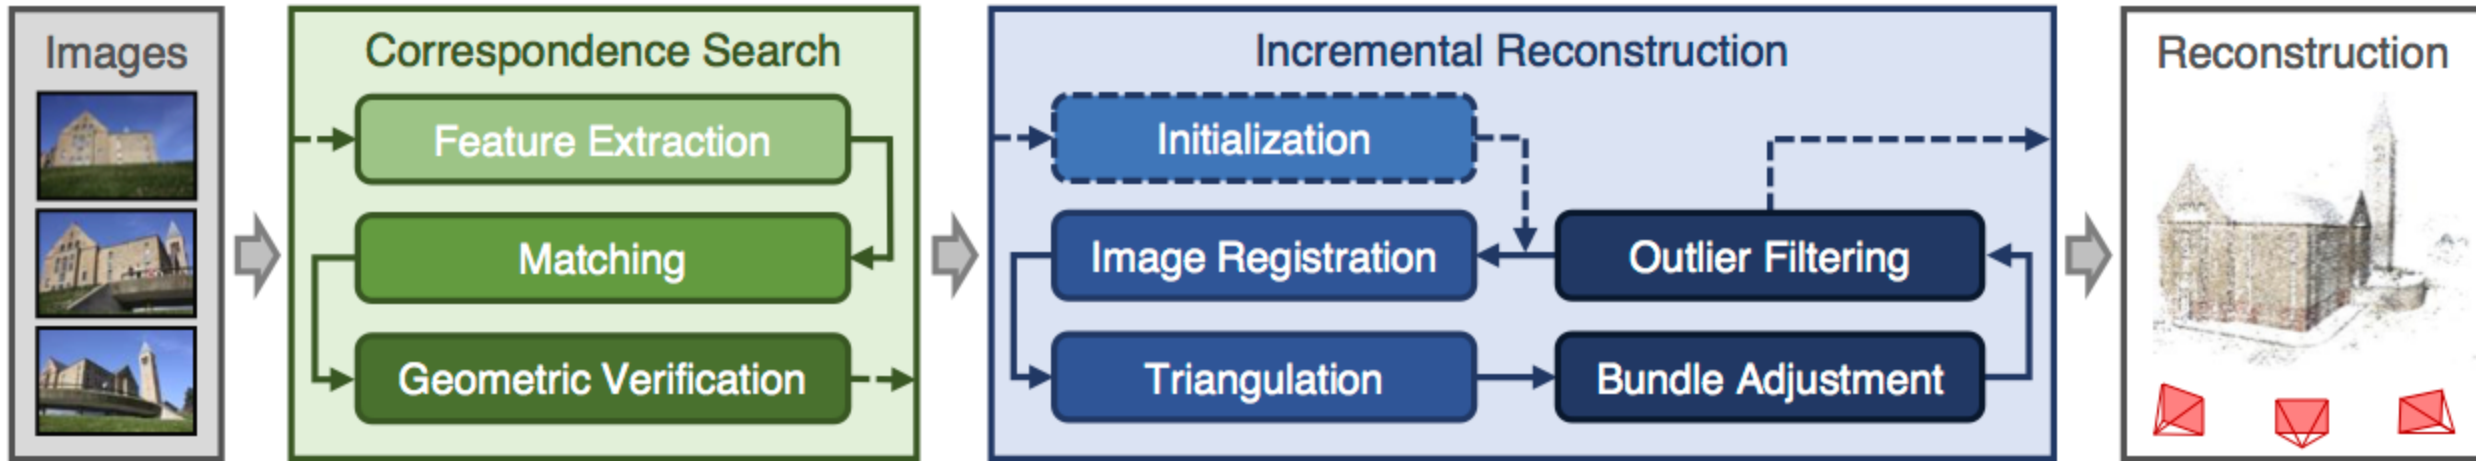 Images
Correspondence Search
Feature Extraction
Matching
Geometric Verification
Incremental Reconstruction
Initialization
Image Registration
Outlier Filtering
Triangulation
Bundle Adjustment
Reconstruction